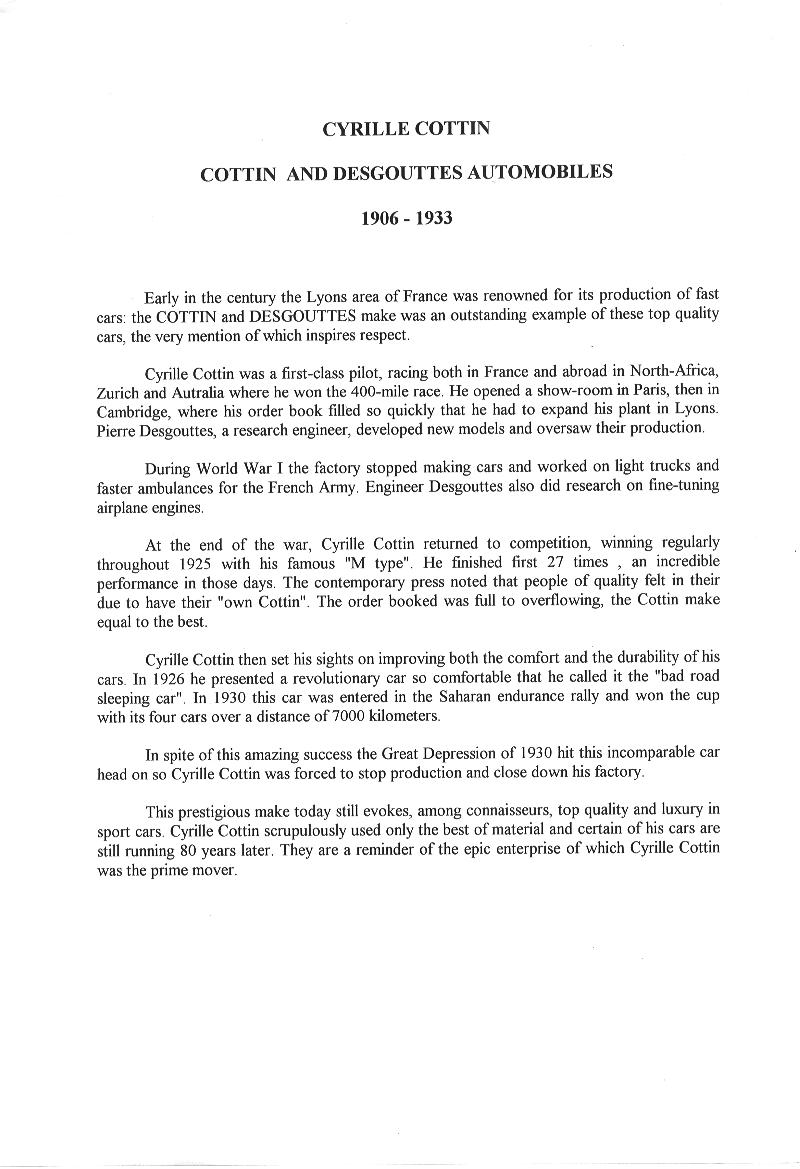 CYRILLE COTTIN
COTTIN AND DESGOUTTES AUTOMOBILES
1906 - 1933
Early in the century the Lyons area of France was renowned for its production of fast
cars: the COTTIN and DESGOUTTES make was an outstanding example of these top quality
cars, the very mention of which inspires respect.
Cyrille Cottin was a first-class pilot, racing both in France and abroad in North-Africa,
Zurich and Autralia where he won the 400-mile race. He opened a show-room in Paris, then in
Cambridge, where his order book filled so quickly that he had to expand his plant in Lyons.
Pierre Desgouttes, a research engineer, developed new models and oversaw their production.
During World War I the factory stopped making cars and worked on light trucks and
faster ambulances for the French Army. Engineer Desgouttes also did research on fine-tuning
airplane engines.
At the end of the war, Cyrille Cottin returned to competition, winning regularly
throughout 1925 with his famous "M type". He finished first 27 times , an incredible
performance in those days. The contemporary press noted that people of quality felt in their
due to have their "own Cottin". The order booked was full to overflowing, the Cottin make
equal to the best.
Cyrille Cottin then set his sights on improving both the comfort and the durability of his
cars. In 1926 he presented a revolutionary car so comfortable that he called it the "bad road
sleeping car". In 1930 this car was entered in the Saharan endurance rally and won the cup
with its four cars over a distance of 7000 kilometers.
In spite of this amazing success the Great Depression of 1930 hit this incomparable car
head on so Cyrille Cottin was forced to stop production and close down his factory.
This prestigious make today still evokes, among connaisseurs, top quality and luxury in
sport cars. Cyrille Cottin scrupulously used only the best of material and certain of his cars are
still running 80 years later. They are a reminder of the epic enterprise of which Cyrille Cottin
was the prime mover.